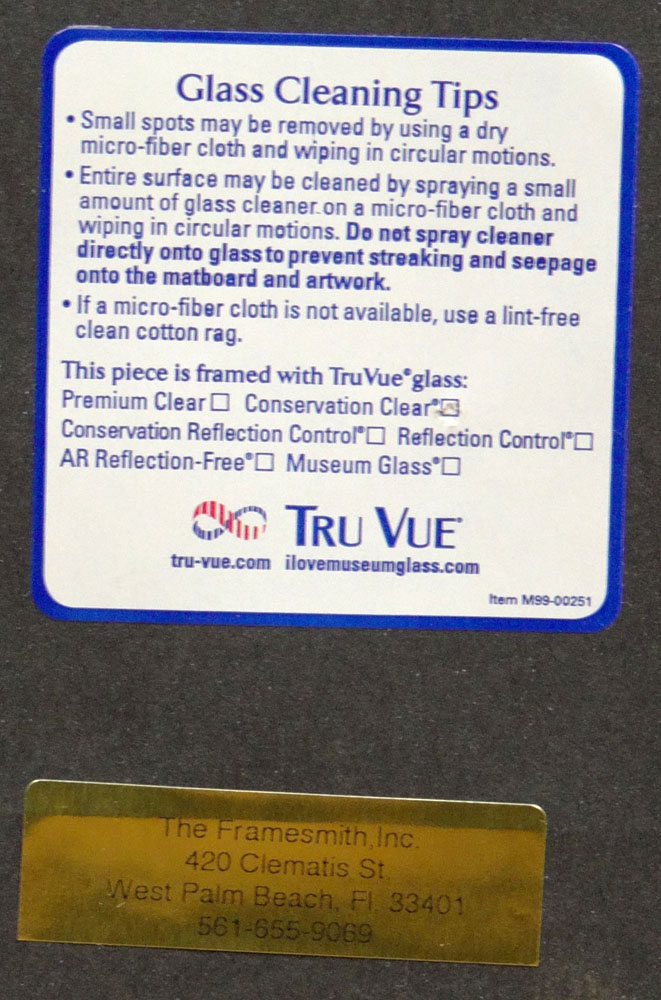 Glass Cleaning Tips
• Small spots may be removed by using a dry
micro-fiber cloth and wiping in circular motions.
• Entire surface may be cleaned by spraying a small
amount of glass cleaner on a micro-fiber cloth and
wiping in circular motions. Do not spray cleaner
directly onto glass to prevent streaking and seepage
onto the matboard and artwork.
• If a micro-fiber cloth is not available, use a lint-free
clean cotton rag.
This piece is framed with Tru Vue® glass:
Premium Clear ☐ Conservation Clear® ☑
Conservation Reflection Control® ☐ Reflection Control® ☐
AR Reflection-Free® ☐ Museum Glass® ☐
TRU VUE®
tru-vue.com ilovemuseumglass.com
Item M99-00251
The Framesmith, Inc.
420 Clematis St.
West Palm Beach, Fl. 33401
561-655-9069